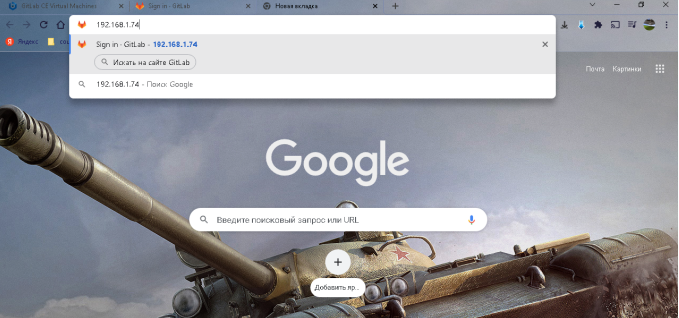 GitLab CE Virtual Machines
Sign in · GitLab
Новая вкладка
192.168.1.74
Яндекс
соц
Sign in · GitLab - 192.168.1.74
Искать на сайте GitLab
192.168.1.74 - Поиск Google
Почта
Картинки
Google
Введите поисковый запрос или URL
Добавить яр...